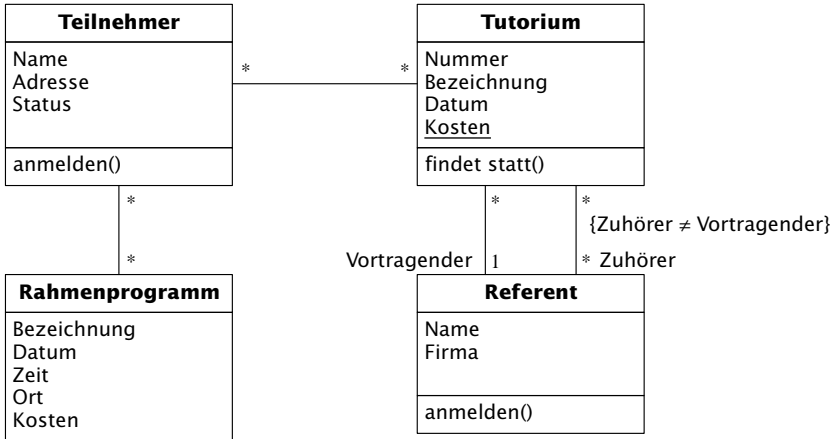 Teilnehmer
Name
Adresse
Status
anmelden()
* *
Tutorium
Nummer
Bezeichnung
Datum
Kosten
findet statt()
*
*
Rahmenprogramm
Bezeichnung
Datum
Zeit
Ort
Kosten
* *
{Zuhörer ≠ Vortragender}
Vortragender 1 * Zuhörer
Referent
Name
Firma
anmelden()